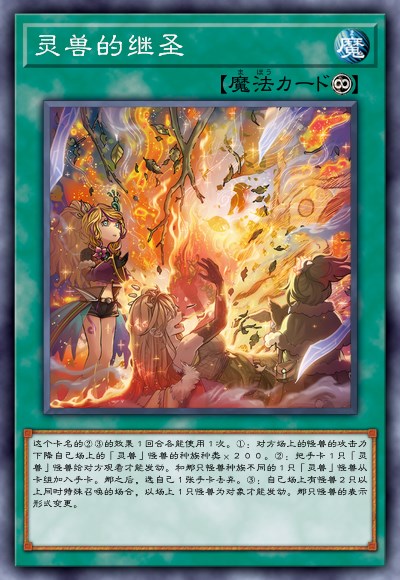 灵兽的继圣
魔
【魔法カード】
ま ほう
这个卡名的②③的效果1回合各能使用1次。①:对方场上的怪兽的攻击力
下降自己场上的「灵兽」怪兽的种族种类×200。②:把手卡1只「灵
兽」怪兽给对方观看才能发动。和那只怪兽种族不同的1只「灵兽」怪兽从
卡组加入手卡。那之后,选自己1张手卡丢弃。③:自己场上有怪兽2只以
上同时特殊召唤的场合,以场上1只怪兽为对象才能发动。那只怪兽的表示
形式变更。